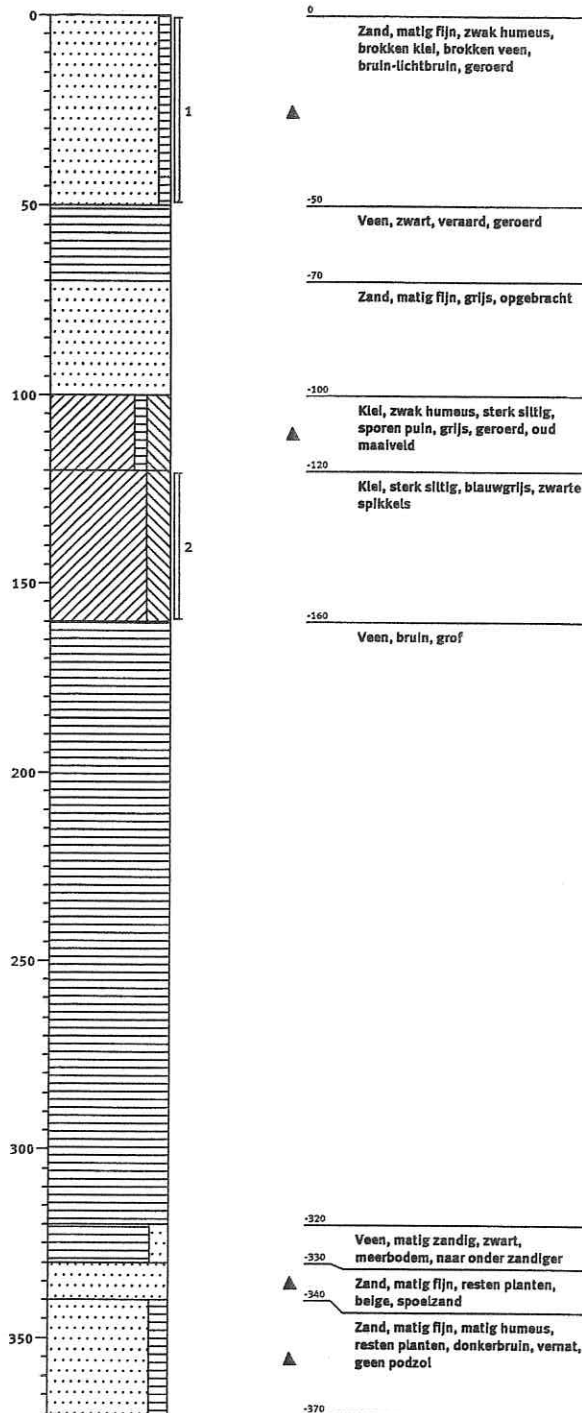 0
0
Zand, matig fijn, zwak humeus,
brokken klei, brokken veen,
bruin-lichtbruin, geroerd
1
50
-50
Veen, zwart, veraard, geroerd
-70
Zand, matig fijn, grijs, opgebracht
100
-100
Klei, zwak humeus, sterk siltig,
sporen puin, grijs, geroerd, oud
maaiveld
-120
Klei, sterk siltig, blauwgrijs, zwarte
spikkels
2
150
-160
Veen, bruin, grof
200
250
300
-320
Veen, matig zandig, zwart,
meerbodem, naar onder zandiger
-330
Zand, matig fijn, resten planten,
beige, spoelzand
-340
Zand, matig fijn, matig humeus,
resten planten, donkerbruin, vernat,
geen podzol
350
-370